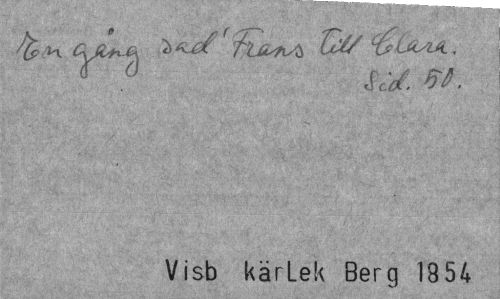 En gång sad' Frans till Clara.
Sid. 50.
Visb kärlek Berg 1854